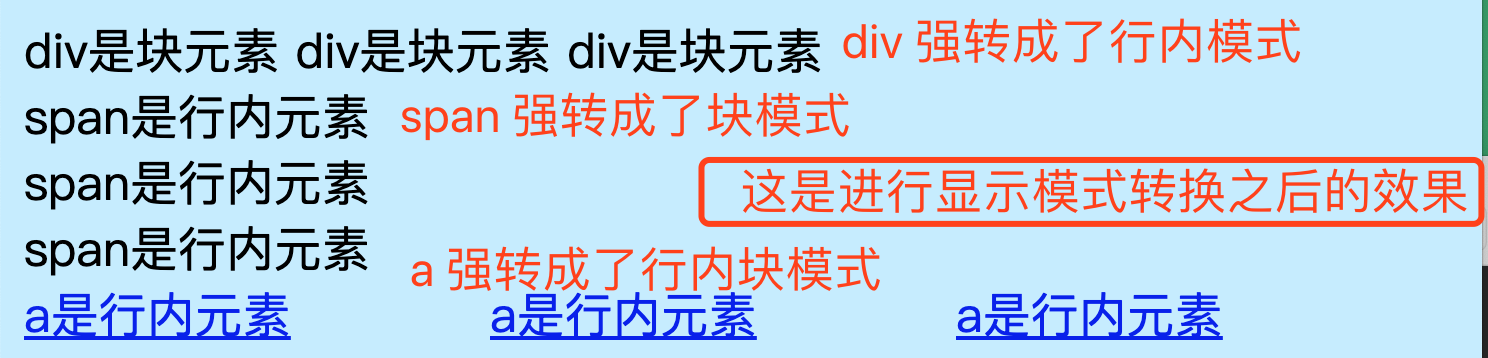 div是块元素 div是块元素 div是块元素 div 强转成了行内模式
span是行内元素 span 强转成了块模式
span是行内元素 这是进行显示模式转换之后的效果
span是行内元素
a 强转成了行内块模式
a是行内元素 a是行内元素 a是行内元素